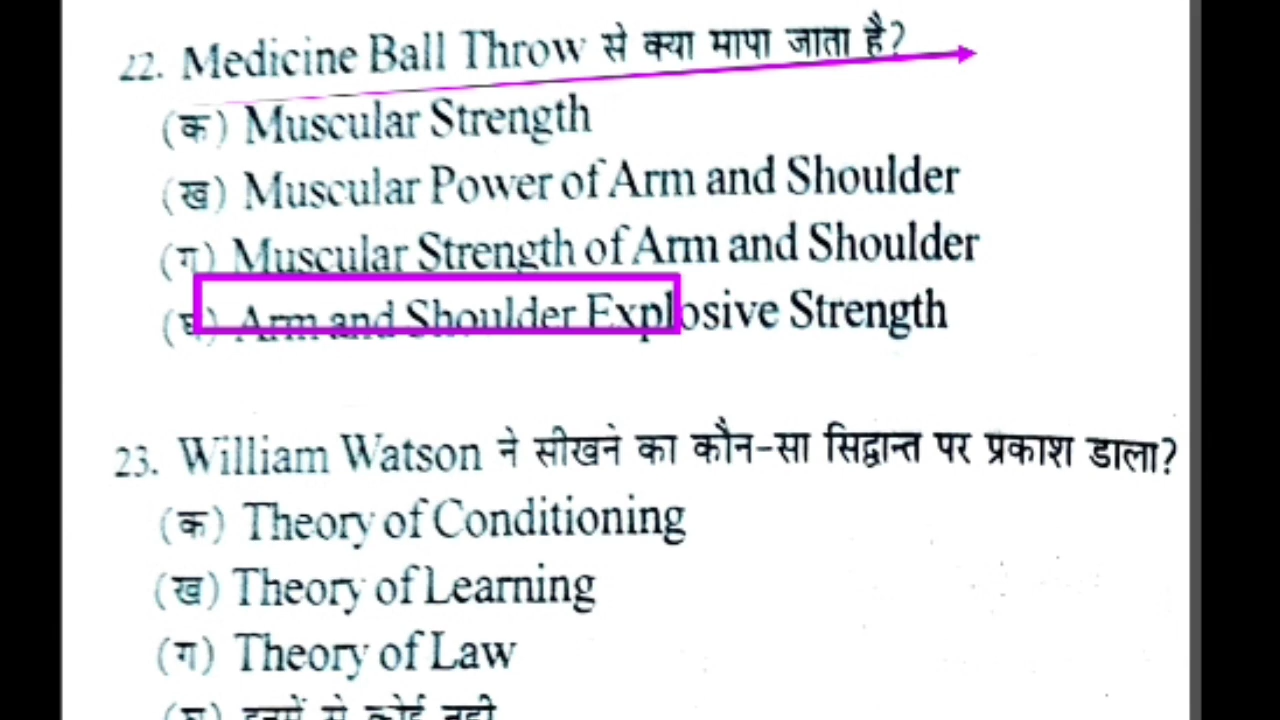 22. Medicine Ball Throw से क्या मापा जाता है?
(क) Muscular Strength
(ख) Muscular Power of Arm and Shoulder
(ग) Muscular Strength of Arm and Shoulder
(घ) Arm and Shoulder Explosive Strength
23. William Watson ने सीखने का कौन-सा सिद्वान्त पर प्रकाश डाला?
(क) Theory of Conditioning
(ख) Theory of Learning
(ग) Theory of Law
(घ) इनमें से कोई नही